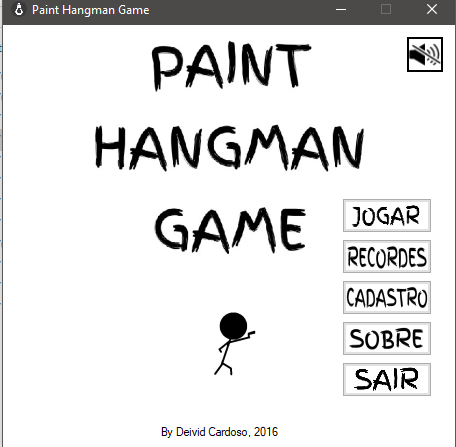 Paint Hangman Game
PAINT
HANGMAN
GAME
JOGAR
RECORDES
CADASTRO
SOBRE
SAIR
By Deivid Cardoso, 2016